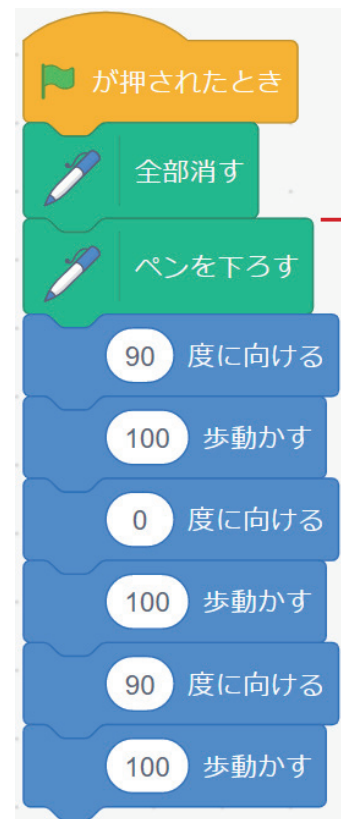 が押されたとき
全部消す
ペンを下ろす
90 度に向ける
100 歩動かす
0 度に向ける
100 歩動かす
90 度に向ける
100 歩動かす